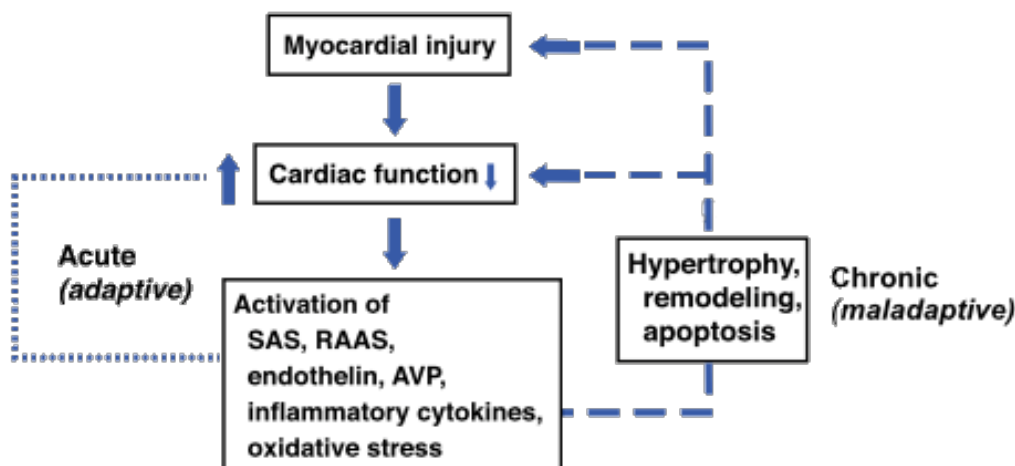 Myocardial injury
Cardiac function
Acute
(adaptive)
Activation of
SAS, RAAS,
endothelin, AVP,
inflammatory cytokines,
oxidative stress
Hypertrophy,
remodeling,
apoptosis
Chronic
(maladaptive)